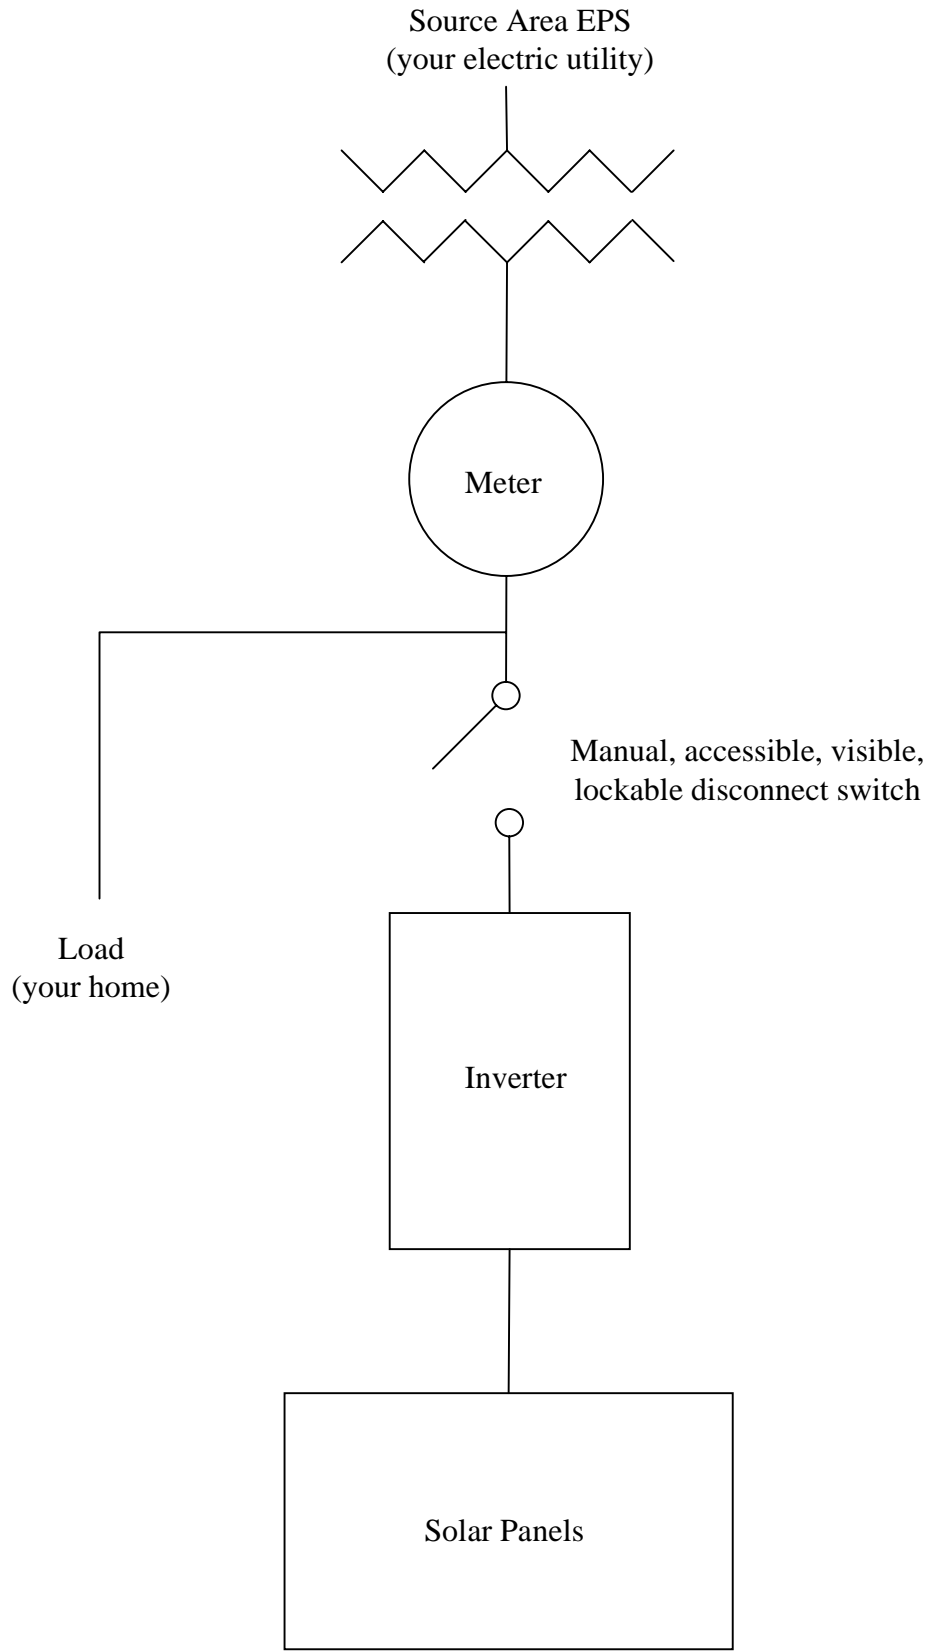 Source Area EPS
(your electric utility)
Meter
Manual, accessible, visible,
lockable disconnect switch
Load
(your home)
Inverter
Solar Panels